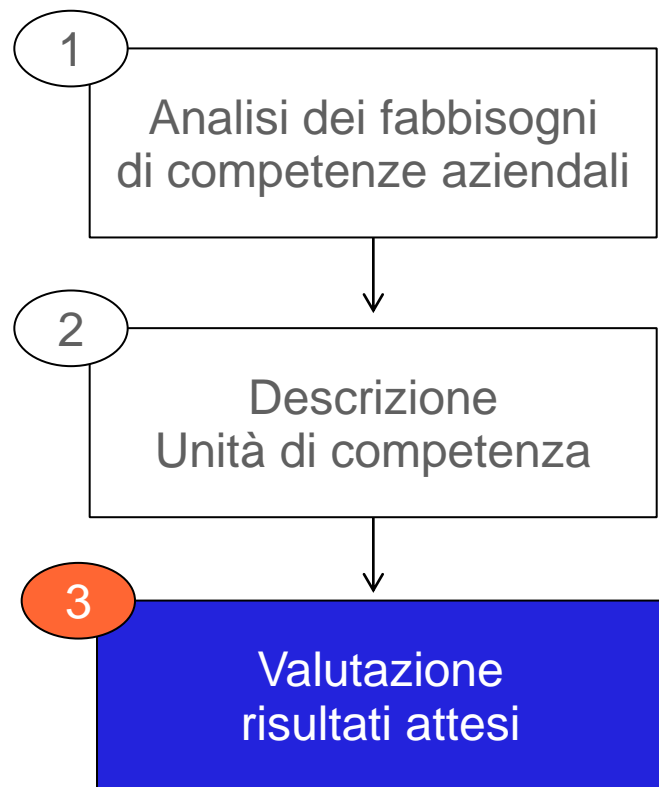 1
Analisi dei fabbisogni
di competenze aziendali
2
Descrizione
Unità di competenza
3
Valutazione
risultati attesi